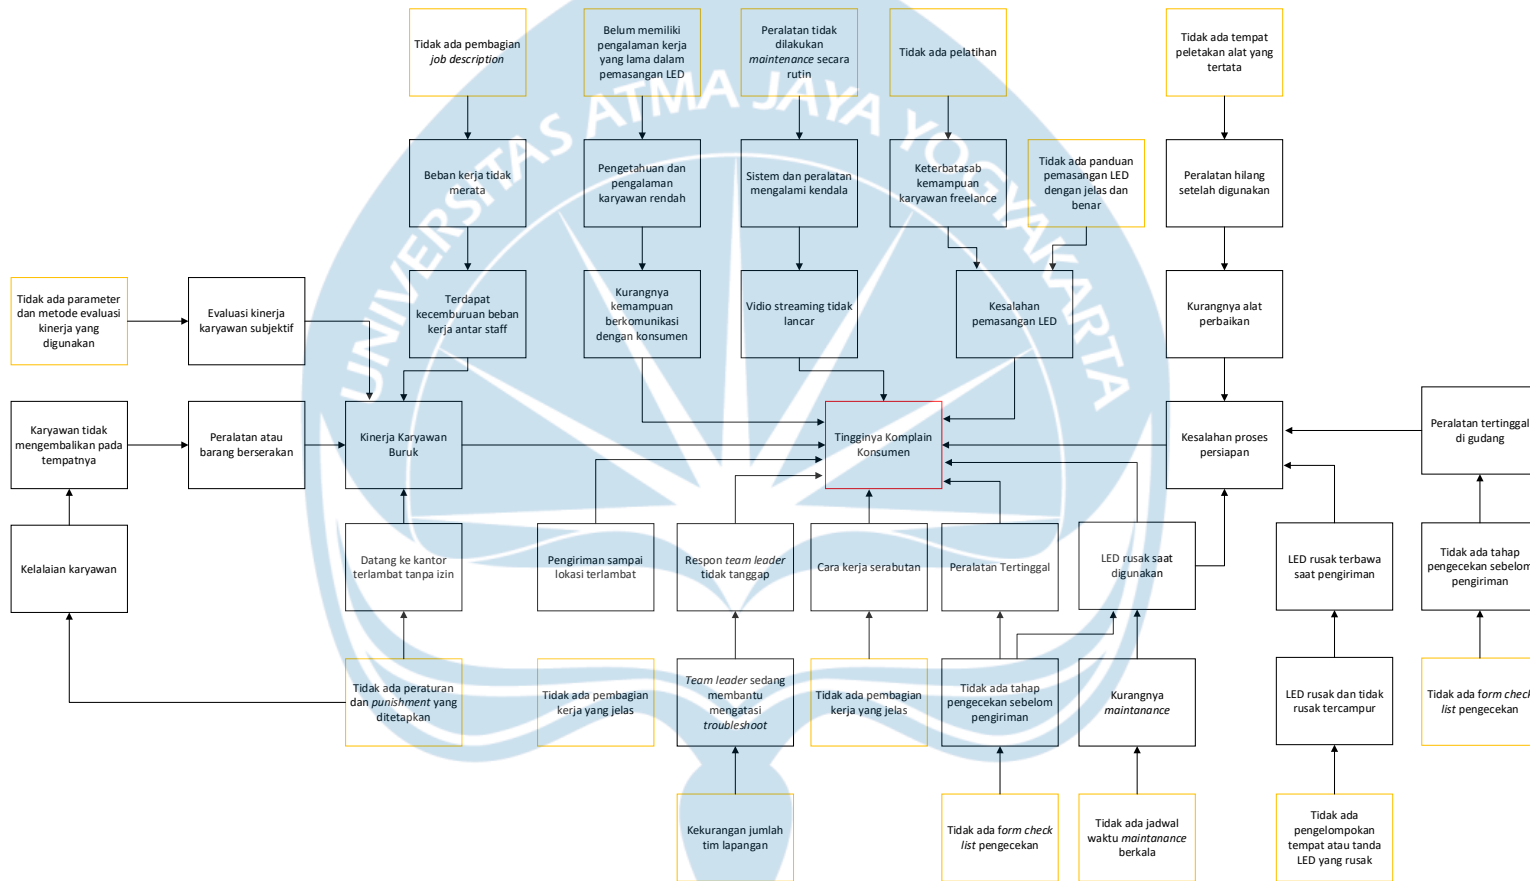 Tidak ada pembagian
job description
Belum memiliki
pengalaman kerja
yang lama dalam
pemasangan LED
Peralatan tidak
dilakukan
maintenance secara
rutin
Tidak ada pelatihan
Tidak ada tempat
peletakan alat yang
tertata
UNIVERSITAS ATMA JAYA YOGYAKARTA
Beban kerja tidak
merata
Pengetahuan dan
pengalaman
karyawan rendah
Sistem dan peralatan
mengalami kendala
Keterbatasab
kemampuan
karyawan freelance
Tidak ada panduan
pemasangan LED
dengan jelas dan
benar
Peralatan hilang
setelah digunakan
Tidak ada parameter
dan metode evaluasi
kinerja yang
digunakan
Evaluasi kinerja
karyawan subjektif
Terdapat
kecemburuan beban
kerja antar staff
Kurangnya
kemampuan
berkomunikasi
dengan konsumen
Vidio streaming tidak
lancar
Kesalahan
pemasangan LED
Kurangnya alat
perbaikan
Karyawan tidak
mengembalikan pada
tempatnya
Peralatan atau
barang berserakan
Kinerja Karyawan
Buruk
Tingginya Komplain
Konsumen
Kesalahan proses
persiapan
Peralatan tertinggal
di gudang
Kelalaian karyawan
Datang ke kantor
terlambat tanpa izin
Pengiriman sampai
lokasi terlambat
Respon team leader
tidak tanggap
Cara kerja serabutan
Peralatan Tertinggal
LED rusak saat
digunakan
LED rusak terbawa
saat pengiriman
Tidak ada tahap
pengecekan sebelom
pengiriman
Tidak ada peraturan
dan punishment yang
ditetapkan
Tidak ada pembagian
kerja yang jelas
Team leader sedang
membantu
mengatasi
troubleshoot
Tidak ada pembagian
kerja yang jelas
Tidak ada tahap
pengecekan sebelom
pengiriman
Kurangnya
maintanance
LED rusak dan tidak
rusak tercampur
Tidak ada form check
list pengecekan
Kekurangan jumlah
tim lapangan
Tidak ada form check
list pengecekan
Tidak ada jadwal
waktu maintanance
berkala
Tidak ada
pengelompokan
tempat atau tanda
LED yang rusak